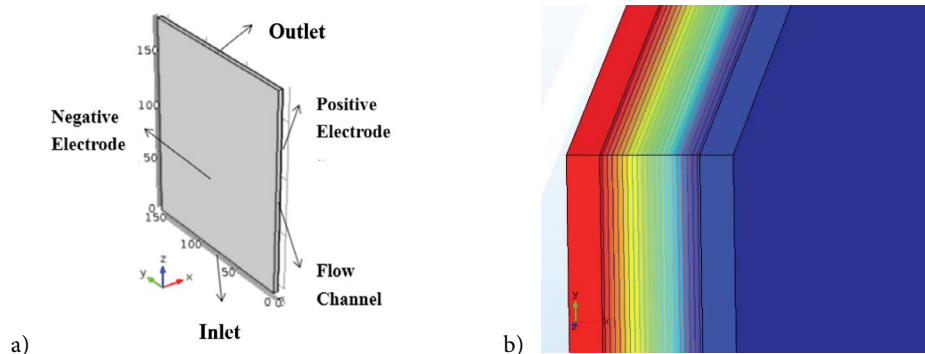 a)
Outlet
150
100
50
0
150
100
50
0 0
Negative
Electrode
Positive
Electrode
Flow
Channel
Inlet
z
y
x
b)
y
z
x